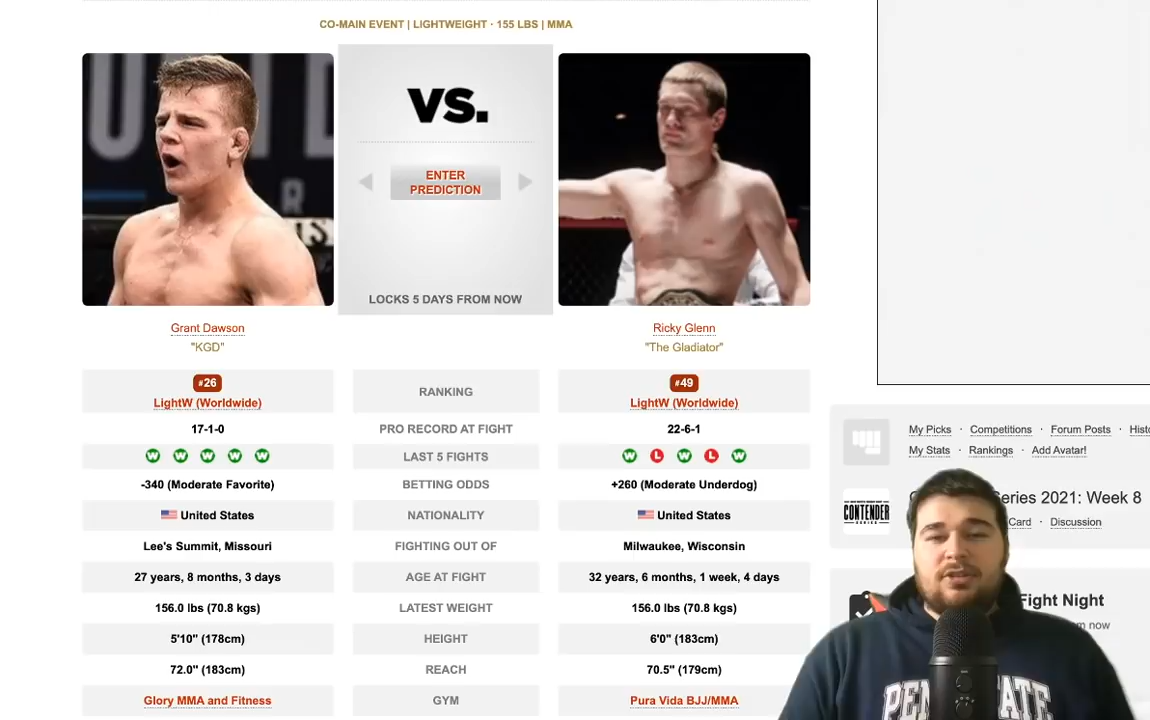 CO-MAIN EVENT | LIGHTWEIGHT · 155 LBS | MMA
VS.
ENTER
PREDICTION
LOCKS 5 DAYS FROM NOW
Grant Dawson
Ricky Glenn
"KGD"
"The Gladiator"
#26
RANKING
#49
LightW (Worldwide)
LightW (Worldwide)
17-1-0
PRO RECORD AT FIGHT
22-6-1
W W W W W
LAST 5 FIGHTS
W L W L W
-340 (Moderate Favorite)
BETTING ODDS
+260 (Moderate Underdog)
United States
NATIONALITY
United States
Lee's Summit, Missouri
FIGHTING OUT OF
Milwaukee, Wisconsin
27 years, 8 months, 3 days
AGE AT FIGHT
32 years, 6 months, 1 week, 4 days
156.0 lbs (70.8 kgs)
LATEST WEIGHT
156.0 lbs (70.8 kgs)
5'10" (178cm)
HEIGHT
6'0" (183cm)
72.0" (183cm)
REACH
70.5" (179cm)
Glory MMA and Fitness
GYM
Pura Vida BJJ/MMA
My Picks · Competitions · Forum Posts ·
My Stats · Rankings · Add Avatar!
CONTENDER
Series 2021: Week 8
Card · Discussion
Fight Night
now